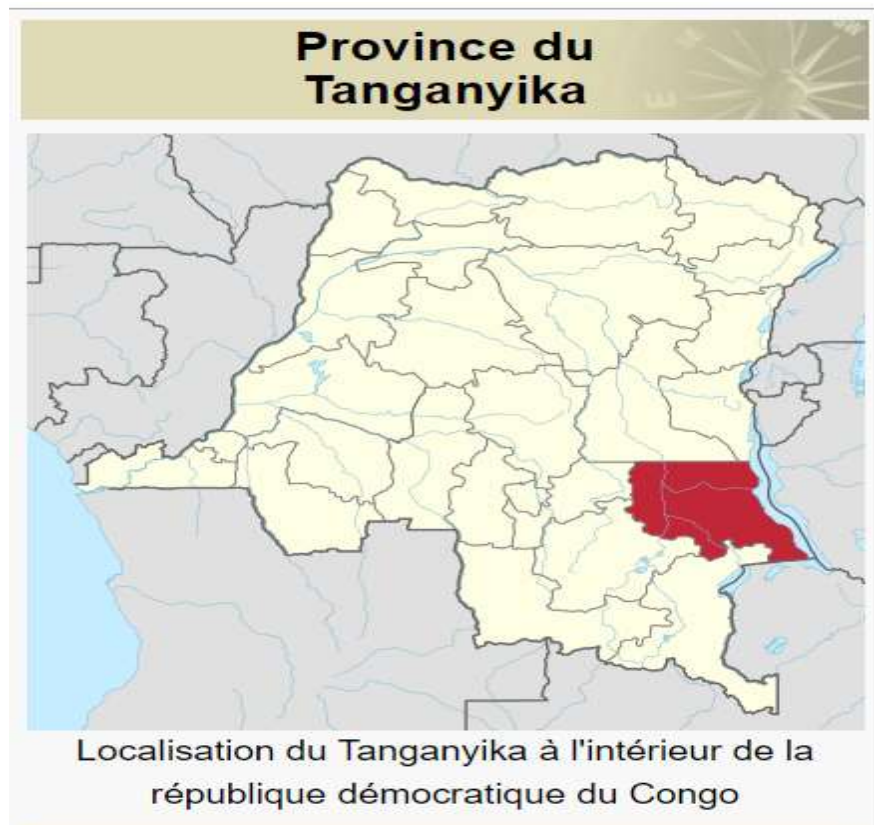 Province du
Tanganyika
Localisation du Tanganyika à l'intérieur de la
république démocratique du Congo